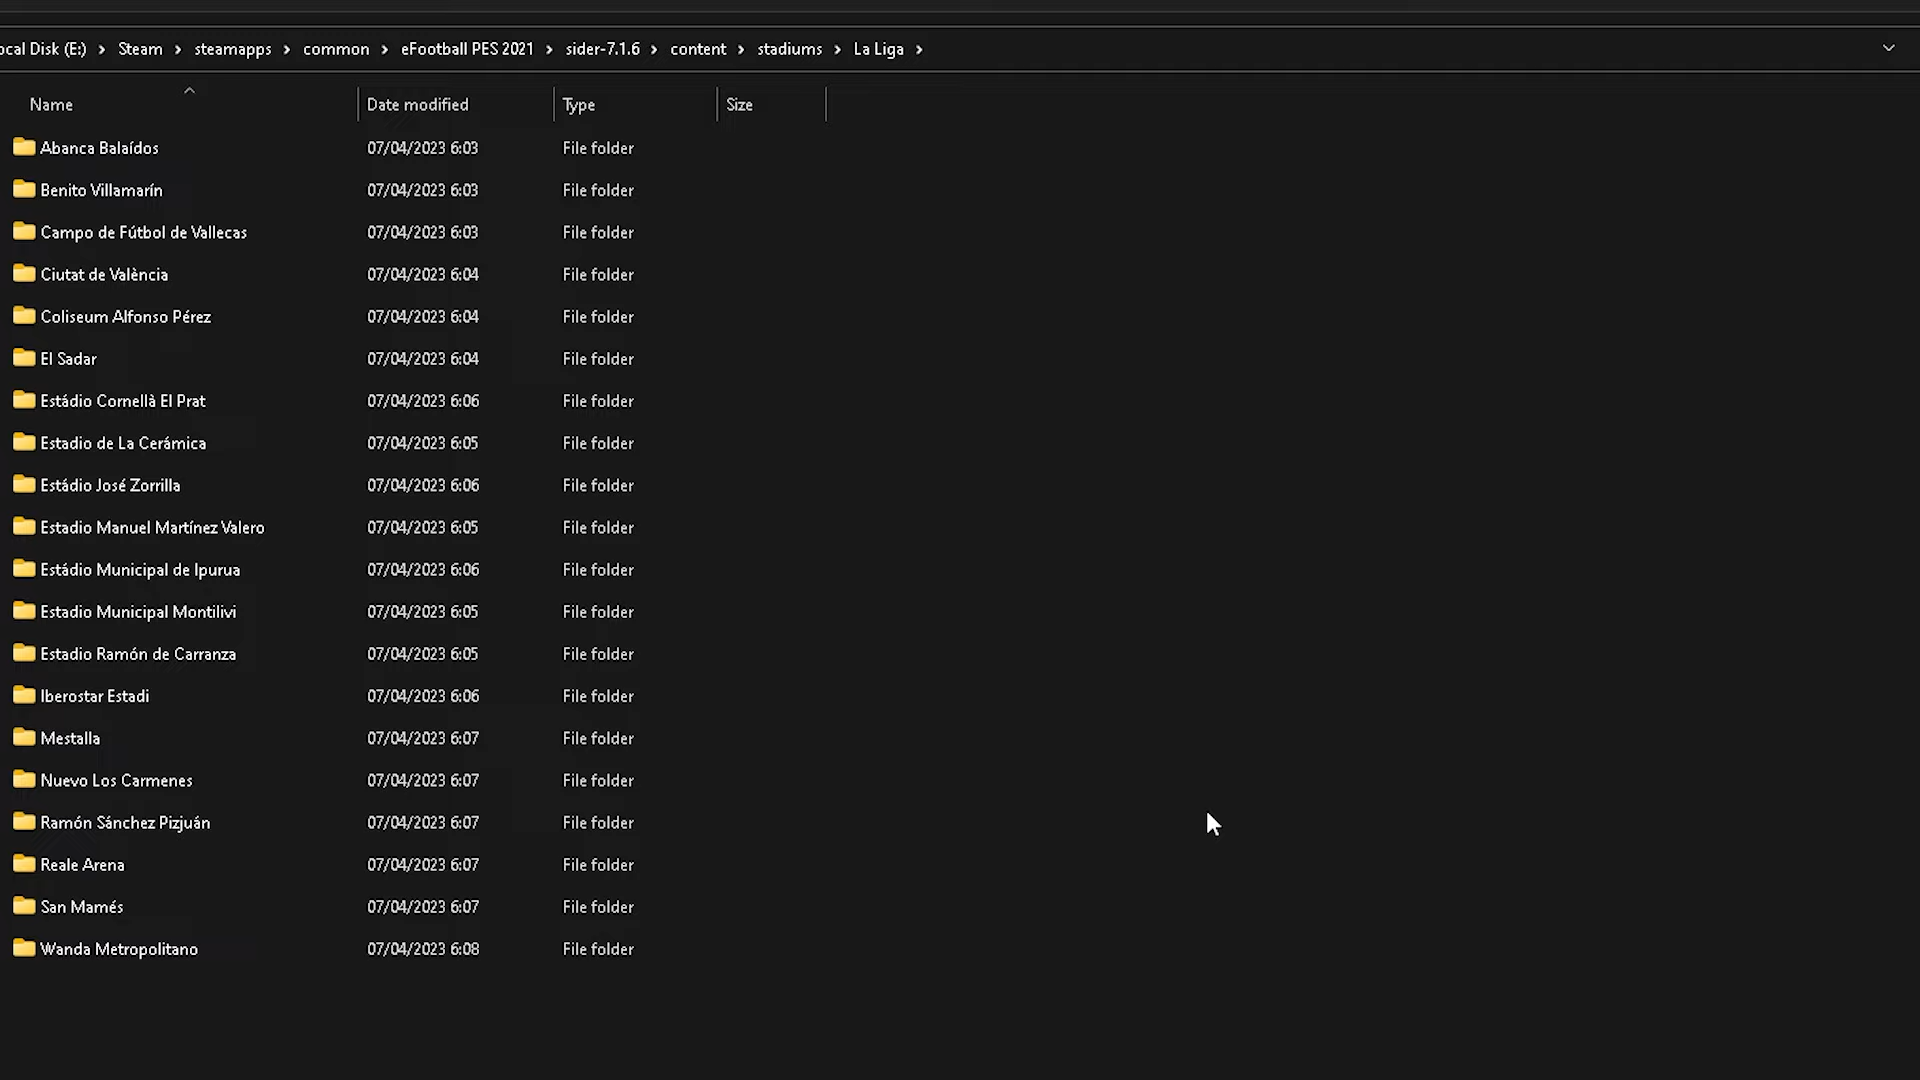 ocal Disk (E:) › Steam › steamapps › common › eFootball PES 2021 › sider-7.1.6 › content › stadiums › La Liga ›
Name Date modified Type Size
Abanca Balaídos 07/04/2023 6:03 File folder
Benito Villamarín 07/04/2023 6:03 File folder
Campo de Fútbol de Vallecas 07/04/2023 6:03 File folder
Ciutat de València 07/04/2023 6:04 File folder
Coliseum Alfonso Pérez 07/04/2023 6:04 File folder
El Sadar 07/04/2023 6:04 File folder
Estádio Cornellà El Prat 07/04/2023 6:06 File folder
Estadio de La Cerámica 07/04/2023 6:05 File folder
Estádio José Zorrilla 07/04/2023 6:06 File folder
Estadio Manuel Martínez Valero 07/04/2023 6:05 File folder
Estádio Municipal de Ipurua 07/04/2023 6:06 File folder
Estadio Municipal Montilivi 07/04/2023 6:05 File folder
Estadio Ramón de Carranza 07/04/2023 6:05 File folder
Iberostar Estadi 07/04/2023 6:06 File folder
Mestalla 07/04/2023 6:07 File folder
Nuevo Los Carmenes 07/04/2023 6:07 File folder
Ramón Sánchez Pizjuán 07/04/2023 6:07 File folder
Reale Arena 07/04/2023 6:07 File folder
San Mamés 07/04/2023 6:07 File folder
Wanda Metropolitano 07/04/2023 6:08 File folder